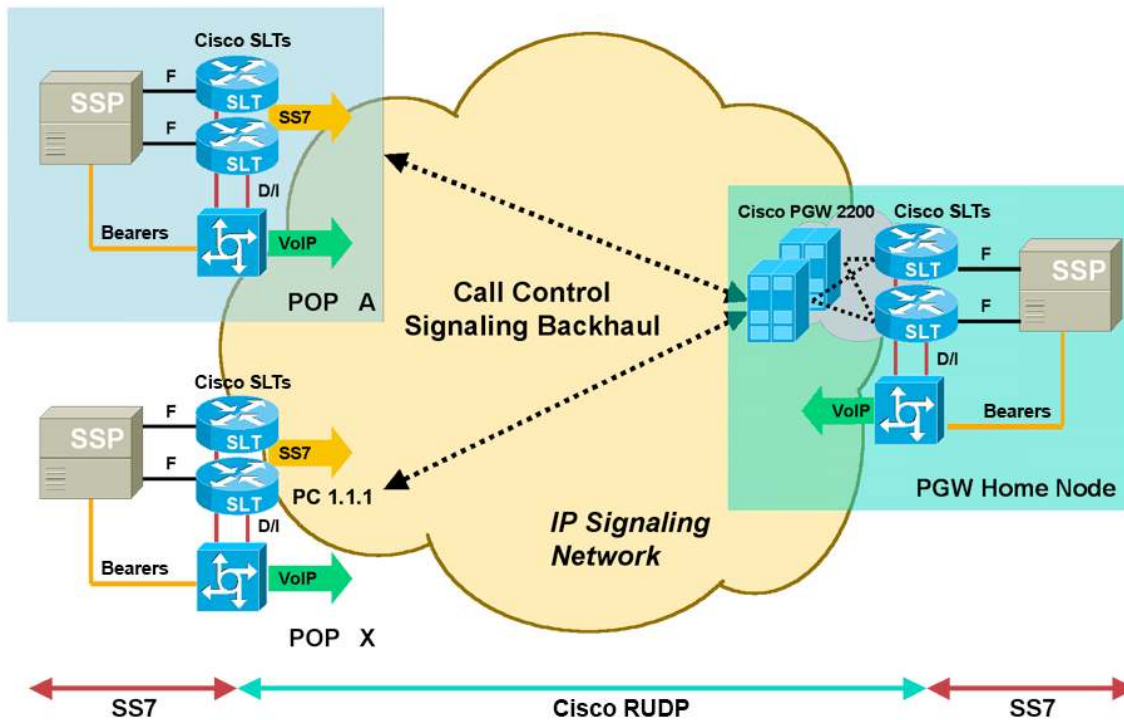 Cisco SLTs
F
SSP
SLT
SS7
F
SLT
D/I
Bearers
VoIP
POP A
Cisco SLTs
F
SSP
SLT
SS7
F
SLT
PC 1.1.1
D/I
Bearers
VoIP
POP X
Call Control
Signaling Backhaul
IP Signaling
Network
Cisco PGW 2200
Cisco SLTs
SLT
F
SSP
SLT
F
D/I
VoIP
Bearers
PGW Home Node
SS7
Cisco RUDP
SS7